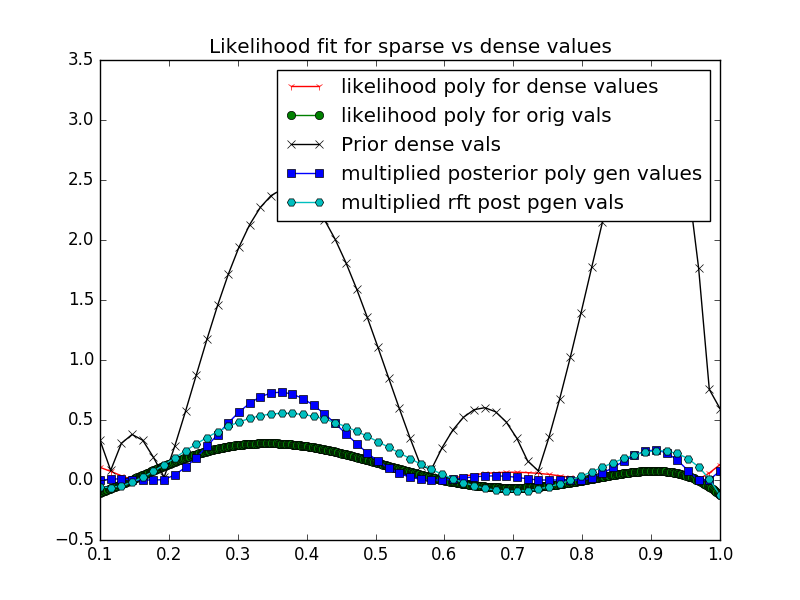 Likelihood fit for sparse vs dense values
3.5
3.0
2.5
2.0
1.5
1.0
0.5
0.0
−0.5
likelihood poly for dense values
likelihood poly for orig vals
Prior dense vals
multiplied posterior poly gen values
multiplied rft post pgen vals
0.1 0.2 0.3 0.4 0.5 0.6 0.7 0.8 0.9 1.0